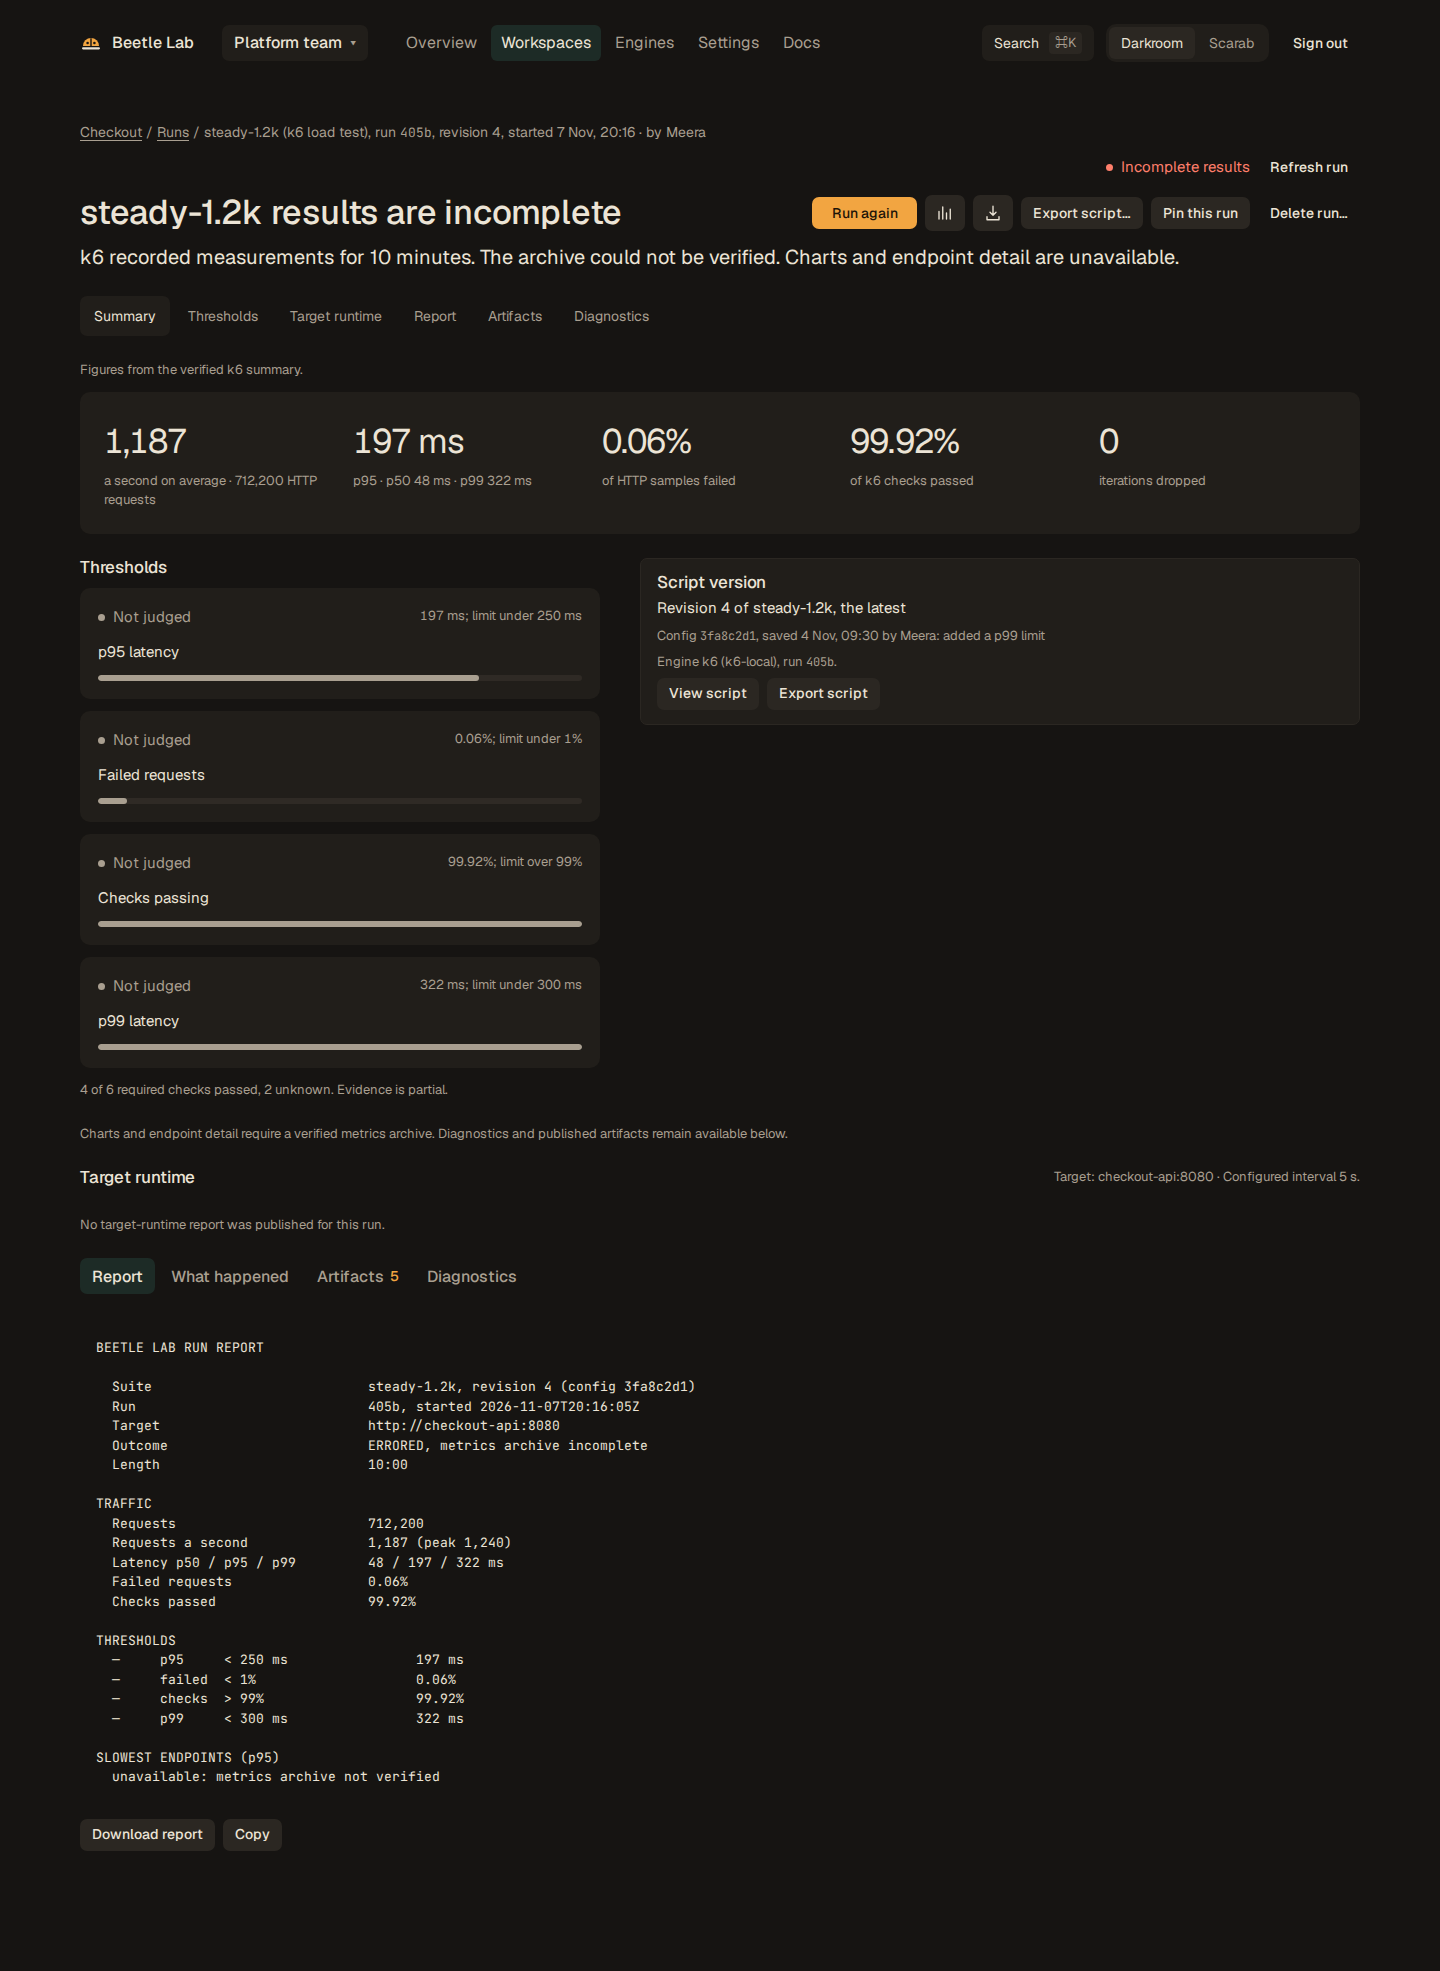 Beetle Lab
Platform team ▾
Overview
Workspaces
Engines
Settings
Docs
Search ⌘K
Darkroom
Scarab
Sign out
Checkout / Runs / steady-1.2k (k6 load test), run 405b, revision 4, started 7 Nov, 20:16 · by Meera
Incomplete results
Refresh run
steady-1.2k results are incomplete
Run again
Export script…
Pin this run
Delete run…
k6 recorded measurements for 10 minutes. The archive could not be verified. Charts and endpoint detail are unavailable.
Summary
Thresholds
Target runtime
Report
Artifacts
Diagnostics
Figures from the verified k6 summary.
1,187
a second on average · 712,200 HTTP
requests
197 ms
p95 · p50 48 ms · p99 322 ms
0.06%
of HTTP samples failed
99.92%
of k6 checks passed
0
iterations dropped
Thresholds
Not judged
197 ms; limit under 250 ms
p95 latency
Not judged
0.06%; limit under 1%
Failed requests
Not judged
99.92%; limit over 99%
Checks passing
Not judged
322 ms; limit under 300 ms
p99 latency
4 of 6 required checks passed, 2 unknown. Evidence is partial.
Script version
Revision 4 of steady-1.2k, the latest
Config 3fa8c2d1, saved 4 Nov, 09:30 by Meera: added a p99 limit
Engine k6 (k6-local), run 405b.
View script
Export script
Charts and endpoint detail require a verified metrics archive. Diagnostics and published artifacts remain available below.
Target runtime
Target: checkout-api:8080 · Configured interval 5 s.
No target-runtime report was published for this run.
Report
What happened
Artifacts 5
Diagnostics
BEETLE LAB RUN REPORT
Suite steady-1.2k, revision 4 (config 3fa8c2d1)
Run 405b, started 2026-11-07T20:16:05Z
Target http://checkout-api:8080
Outcome ERRORED, metrics archive incomplete
Length 10:00
TRAFFIC
Requests 712,200
Requests a second 1,187 (peak 1,240)
Latency p50 / p95 / p99 48 / 197 / 322 ms
Failed requests 0.06%
Checks passed 99.92%
THRESHOLDS
— p95 < 250 ms 197 ms
— failed < 1% 0.06%
— checks > 99% 99.92%
— p99 < 300 ms 322 ms
SLOWEST ENDPOINTS (p95)
unavailable: metrics archive not verified
Download report
Copy